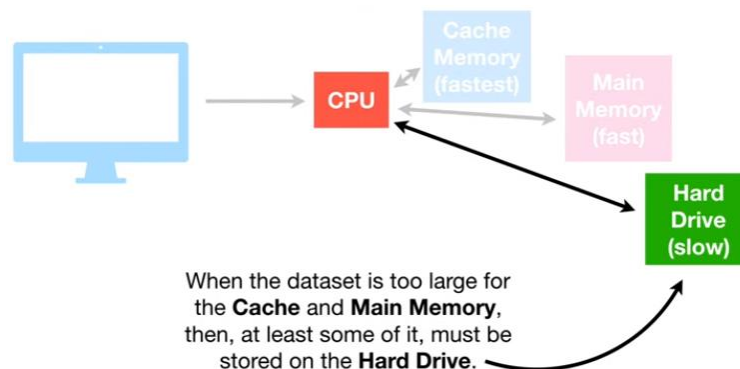 Cache
Memory
(fastest)
CPU
Main
Memory
(fast)
Hard
Drive
(slow)
When the dataset is too large for
the Cache and Main Memory,
then, at least some of it, must be
stored on the Hard Drive.